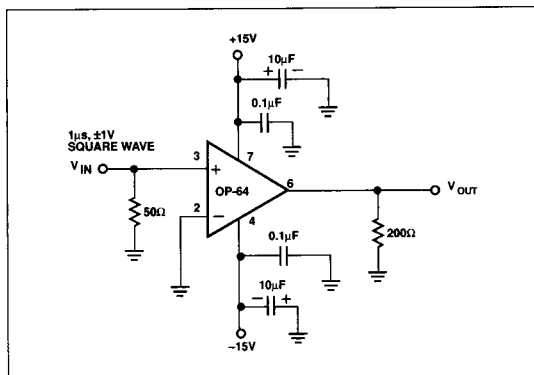 +15V
+ 10µF −
0.1µF
1µs, ±1V
SQUARE WAVE
V IN
3
+
7
OP-64
6
V OUT
50Ω
2
−
4
200Ω
0.1µF
10µF
− +
−15V